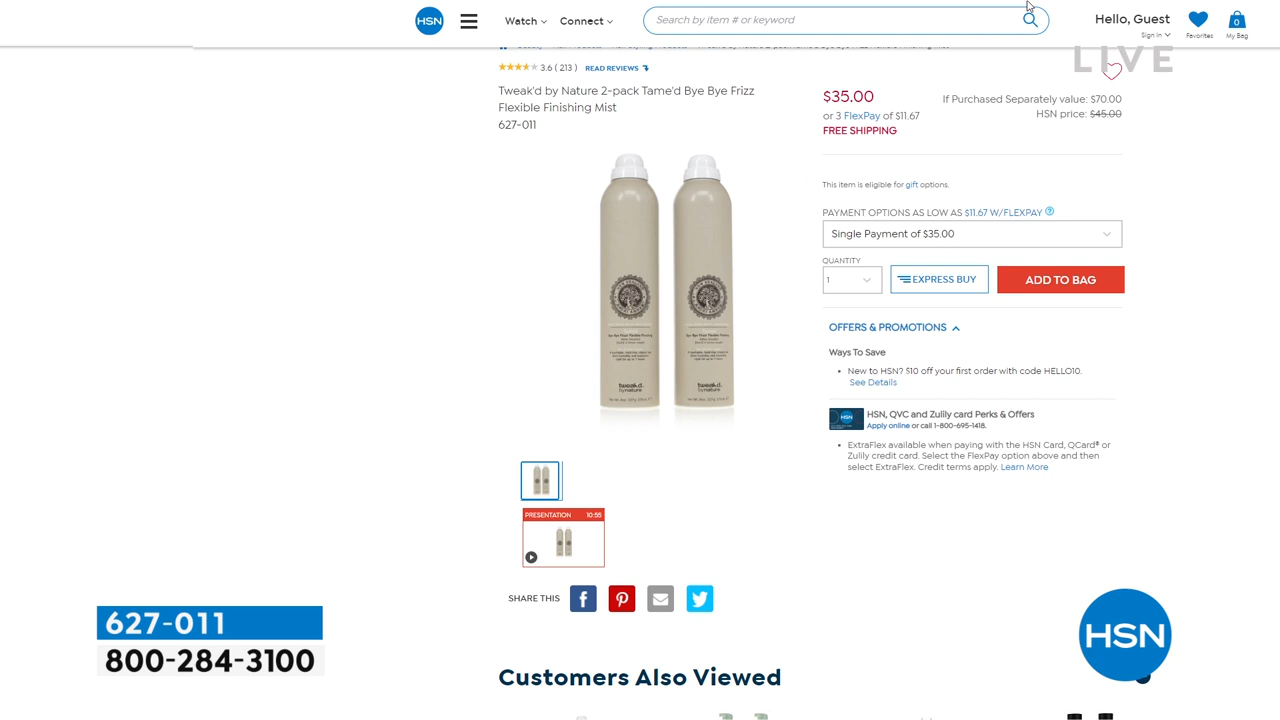 HSN
Watch
Connect
Search by item # or keyword
Hello, Guest
Sign in
Favorites
0
My Bag
LIVE
3.6 ( 213 )
READ REVIEWS
Tweak'd by Nature 2-pack Tame'd Bye Bye Frizz
Flexible Finishing Mist
627-011
$35.00
If Purchased Separately value: $70.00
or 3 FlexPay of $11.67
HSN price: $45.00
FREE SHIPPING
This item is eligible for gift options.
PAYMENT OPTIONS AS LOW AS $11.67 W/FLEXPAY
Single Payment of $35.00
QUANTITY
1
EXPRESS BUY
ADD TO BAG
OFFERS & PROMOTIONS
Ways To Save
New to HSN? $10 off your first order with code HELLO10.
See Details
HSN
HSN, QVC and Zulily card Perks & Offers
Apply online or call 1-800-695-1418.
ExtraFlex available when paying with the HSN Card, QCard® or
Zulily credit card. Select the FlexPay option above and then
select ExtraFlex. Credit terms apply. Learn More
tweak'd
by nature
tweak'd
by nature
PRESENTATION 10:55
SHARE THIS
627-011
800-284-3100
HSN
Customers Also Viewed